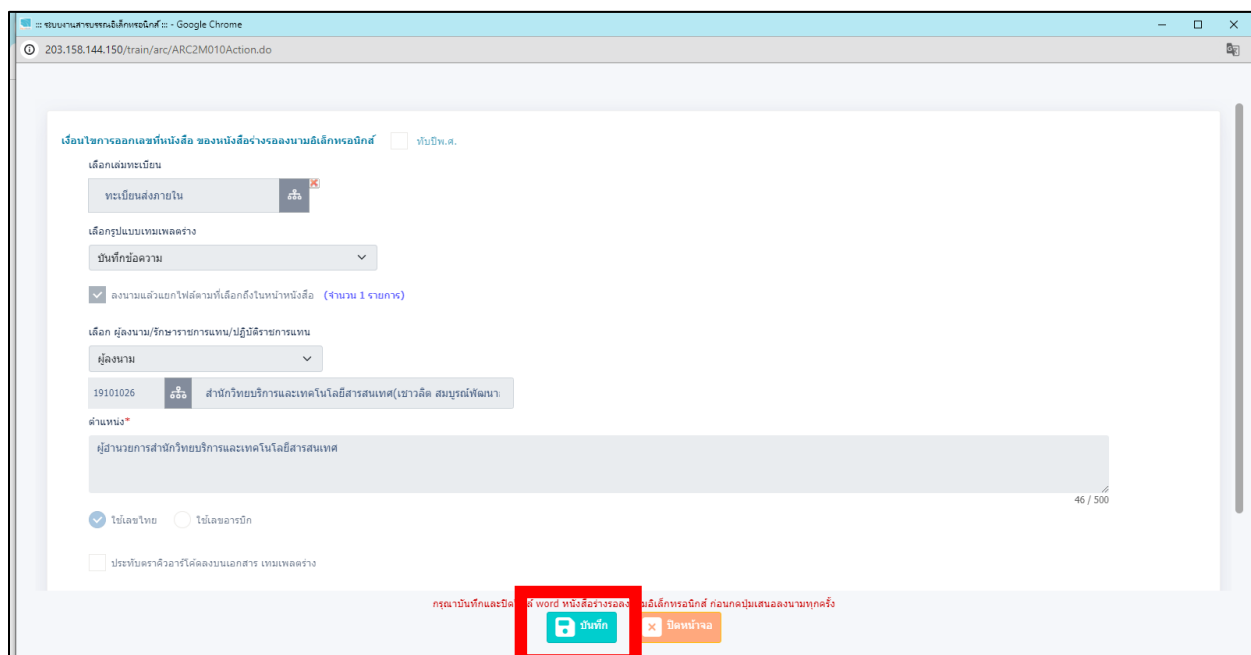 ::: ระบบงานสารบรรณอิเล็กทรอนิกส์ ::: - Google Chrome
203.158.144.150/train/arc/ARC2M010Action.do
เงื่อนไขการออกเลขที่หนังสือ ของหนังสือร่างรอลงนามอิเล็กทรอนิกส์ ทับปีพ.ศ.
เลือกเล่มทะเบียน
ทะเบียนส่งภายใน
เลือกรูปแบบเทมเพลตร่าง
บันทึกข้อความ
ลงนามแล้วแยกไฟล์ตามที่เลือกถึงในหน้าหนังสือ (จำนวน 1 รายการ)
เลือก ผู้ลงนาม/รักษาราชการแทน/ปฏิบัติราชการแทน
ผู้ลงนาม
19101026 สำนักวิทยบริการและเทคโนโลยีสารสนเทศ(เชาวลิต สมบูรณ์พัฒนา
ตำแหน่ง*
ผู้อำนวยการสำนักวิทยบริการและเทคโนโลยีสารสนเทศ
46 / 500
ใช้เลขไทย ใช้เลขอารบิก
ประทับตราคิวอาร์โค้ดลงบนเอกสาร เทมเพลตร่าง
กรุณาบันทึกและปิด word หนังสือร่างรอลง อิเล็กทรอนิกส์ ก่อนกดปุ่มเสนอลงนามทุกครั้ง
บันทึก ปิดหน้าจอ